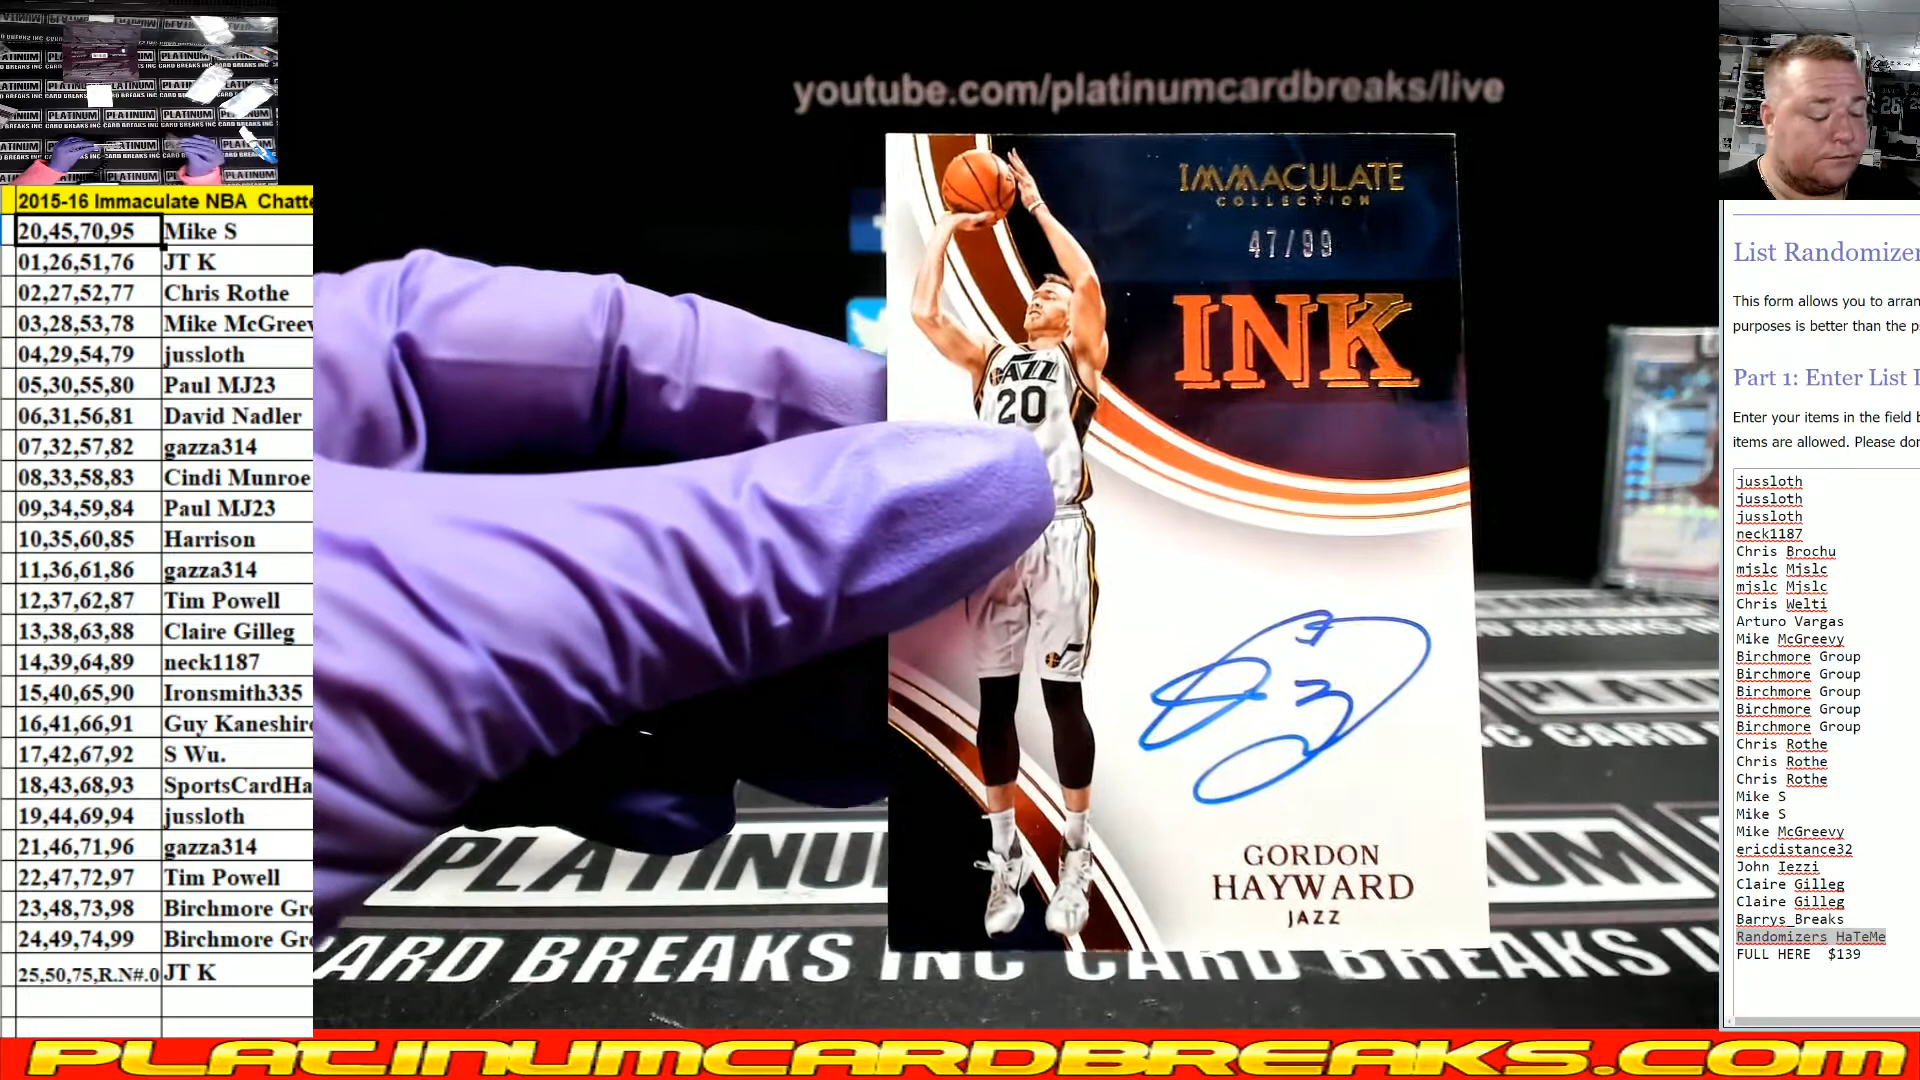 youtube.com/platinumcardbreaks/live
2015-16 Immaculate NBA Chatte
20,45,70,95 Mike S
01,26,51,76 JT K
02,27,52,77 Chris Rothe
03,28,53,78 Mike McGreev
04,29,54,79 jussloth
05,30,55,80 Paul MJ23
06,31,56,81 David Nadler
07,32,57,82 gazza314
08,33,58,83 Cindi Munroe
09,34,59,84 Paul MJ23
10,35,60,85 Harrison
11,36,61,86 gazza314
12,37,62,87 Tim Powell
13,38,63,88 Claire Gilleg
14,39,64,89 neck1187
15,40,65,90 Ironsmith335
16,41,66,91 Guy Kaneshiro
17,42,67,92 S Wu.
18,43,68,93 SportsCardHa
19,44,69,94 jussloth
21,46,71,96 gazza314
22,47,72,97 Tim Powell
23,48,73,98 Birchmore Gr
24,49,74,99 Birchmore Gr
25,50,75,R.N#.0 JT K
IMMACULATE
COLLECTION
47/99
INK
JAZZ
20
GORDON
HAYWARD
JAZZ
PLATINUM
CARD BREAKS INC CARD BREAKS
List Randomizer
This form allows you to arran
purposes is better than the p
Part 1: Enter List I
Enter your items in the field b
items are allowed. Please don
jussloth
jussloth
jussloth
neck1187
Chris Brochu
mjslc Mjslc
mjslc Mjslc
Chris Welti
Arturo Vargas
Mike McGreevy
Birchmore Group
Birchmore Group
Birchmore Group
Birchmore Group
Birchmore Group
Chris Rothe
Chris Rothe
Chris Rothe
Mike S
Mike S
Mike McGreevy
ericdistance32
John Iezzi
Claire Gilleg
Claire Gilleg
Barrys_Breaks
Randomizers HaTeMe
FULL HERE $139
PLATINUMCARDBREAKS.COM